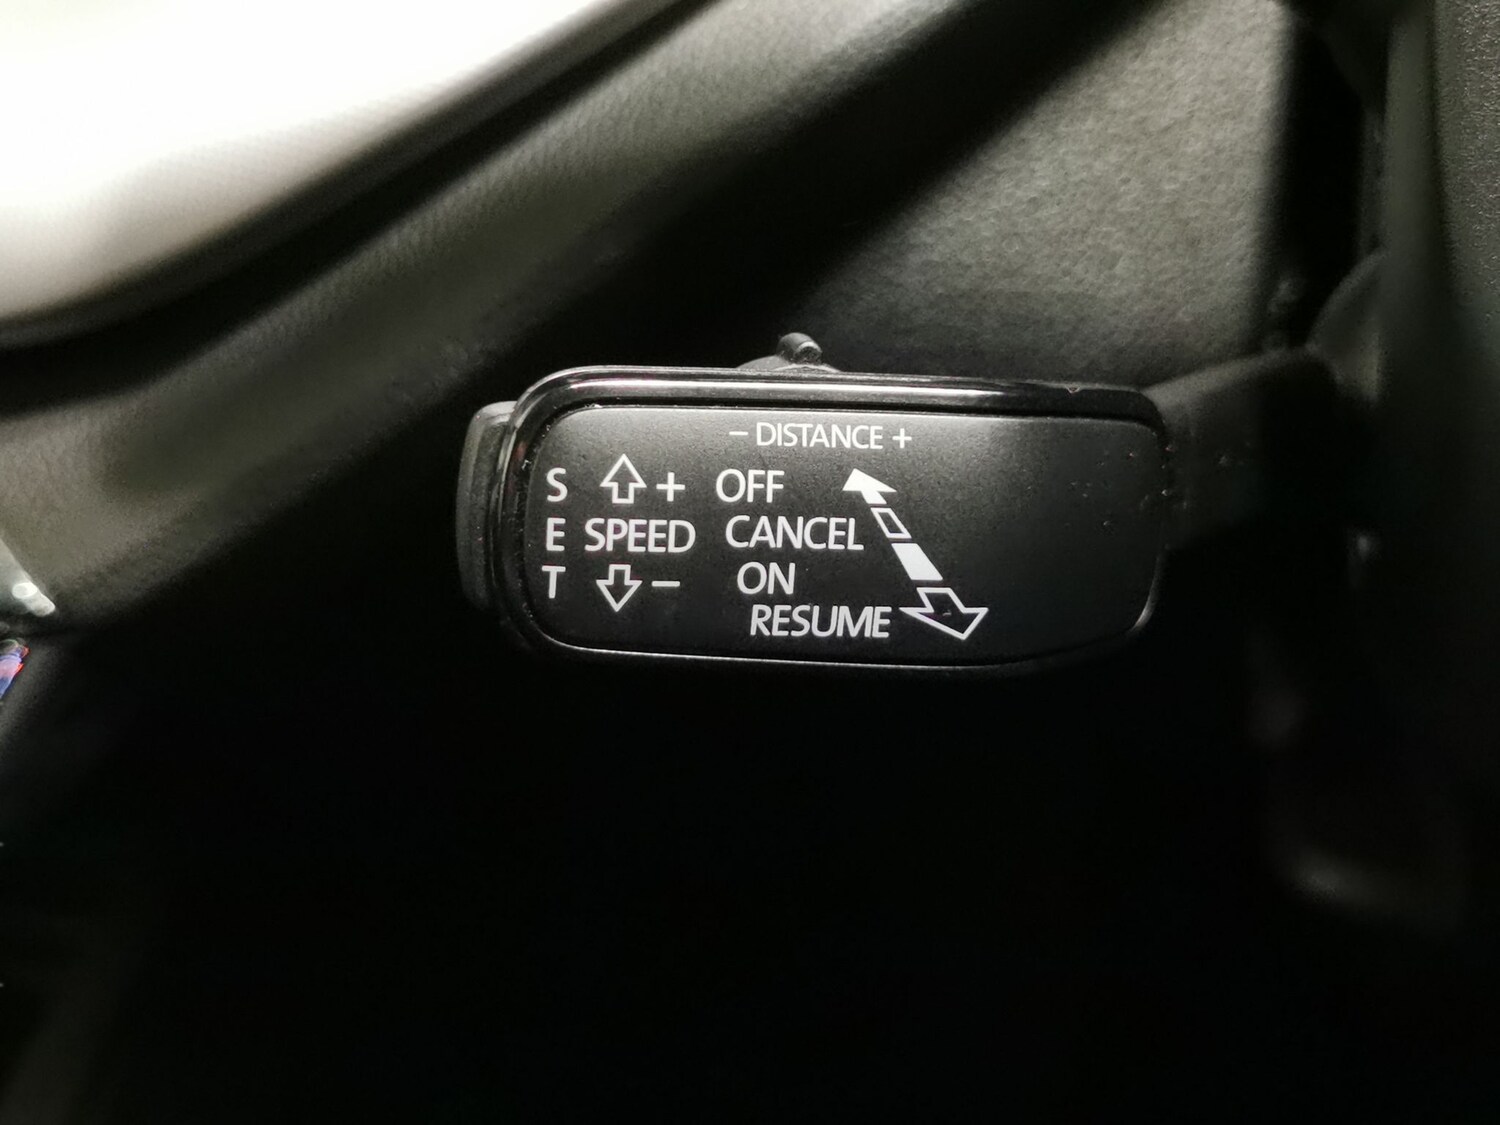 – DISTANCE +
S + OFF
E SPEED CANCEL
T – ON
RESUME